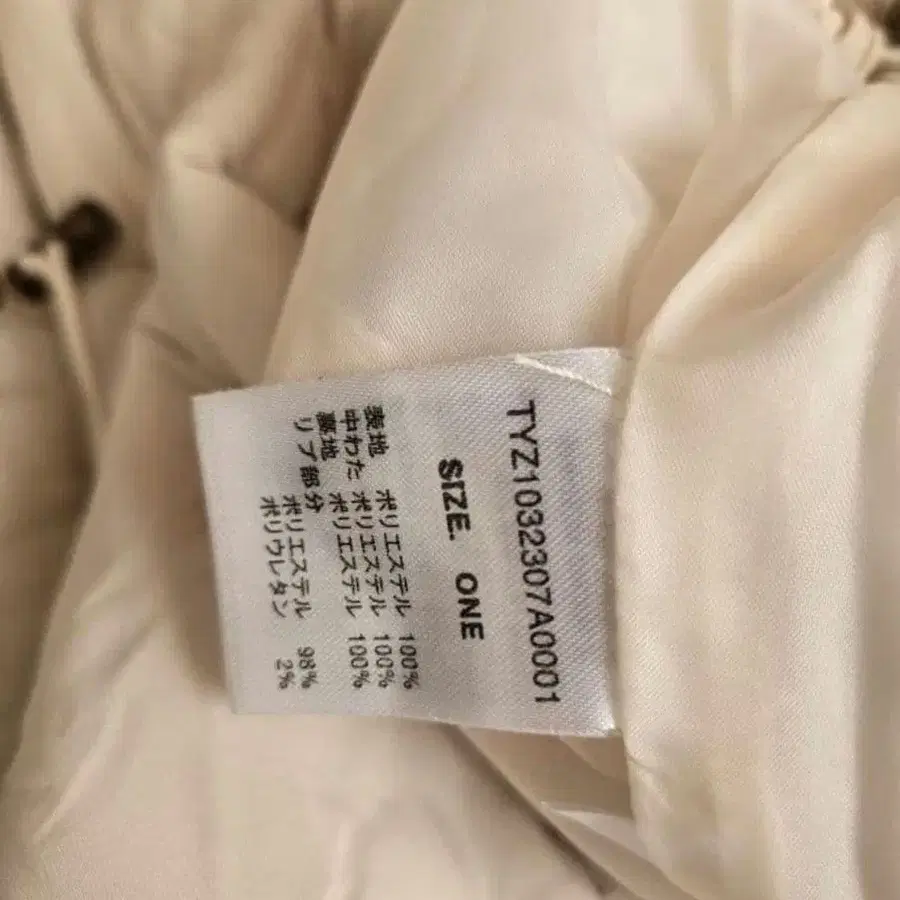 TYZ1032307A0001
SIZE. ONE
表地 ポリエステル 100%
中わた ポリエステル 100%
裏地 ポリエステル 100%
リブ部分
ポリエステル 98%
ポリウレタン 2%